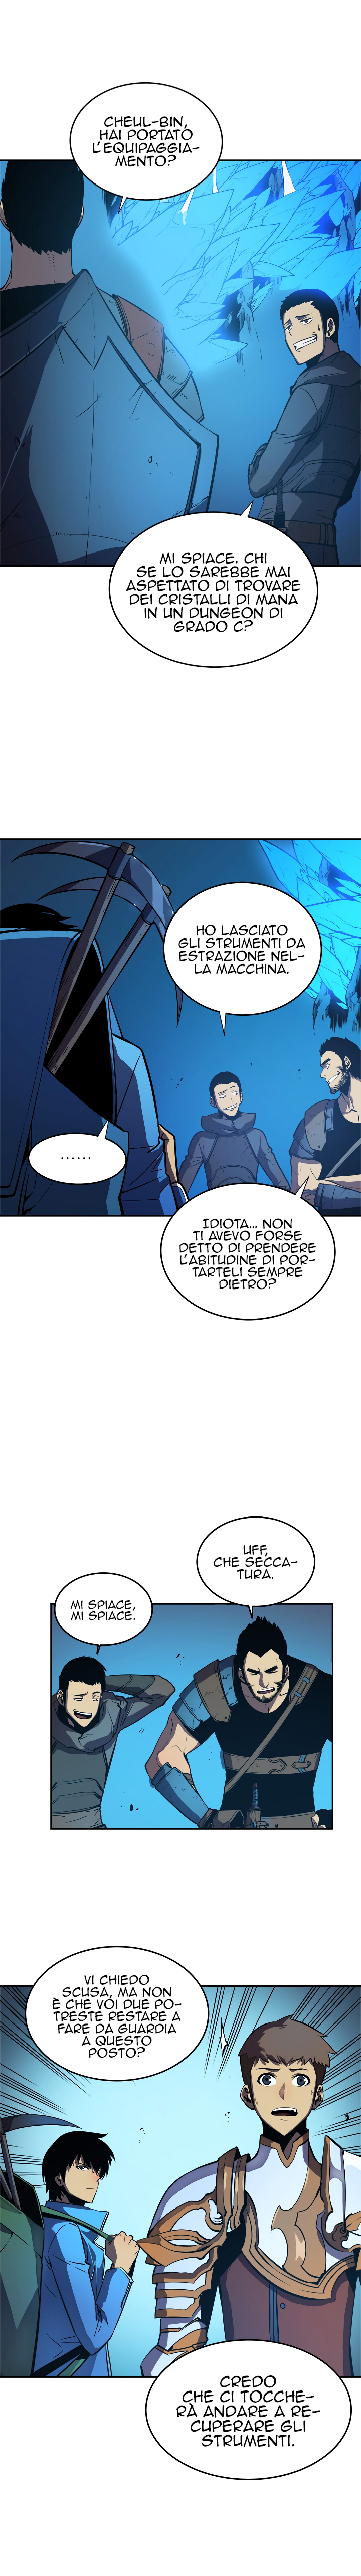 CHEUL-BIN,
HAI PORTATO
L'EQUIPAGGIA-
MENTO?
MI SPIACE. CHI
SE LO SAREBBE MAI
ASPETTATO DI TROVARE
DEI CRISTALLI DI MANA
IN UN DUNGEON DI
GRADO C?
HO LASCIATO
GLI STRUMENTI DA
ESTRAZIONE NEL-
LA MACCHINA.
......
IDIOTA... NON
TI AVEVO FORSE
DETTO DI PRENDERE
L'ABITUDINE DI POR-
TARTELI SEMPRE
DIETRO?
UFF,
CHE SECCA-
TURA.
MI SPIACE,
MI SPIACE.
VI CHIEDO
SCUSA, MA NON
È CHE VOI DUE PO-
TRESTE RESTARE A
FARE DA GUARDIA
A QUESTO
POSTO?
CREDO
CHE CI TOCCHE-
RÀ ANDARE A RE-
CUPERARE GLI
STRUMENTI.